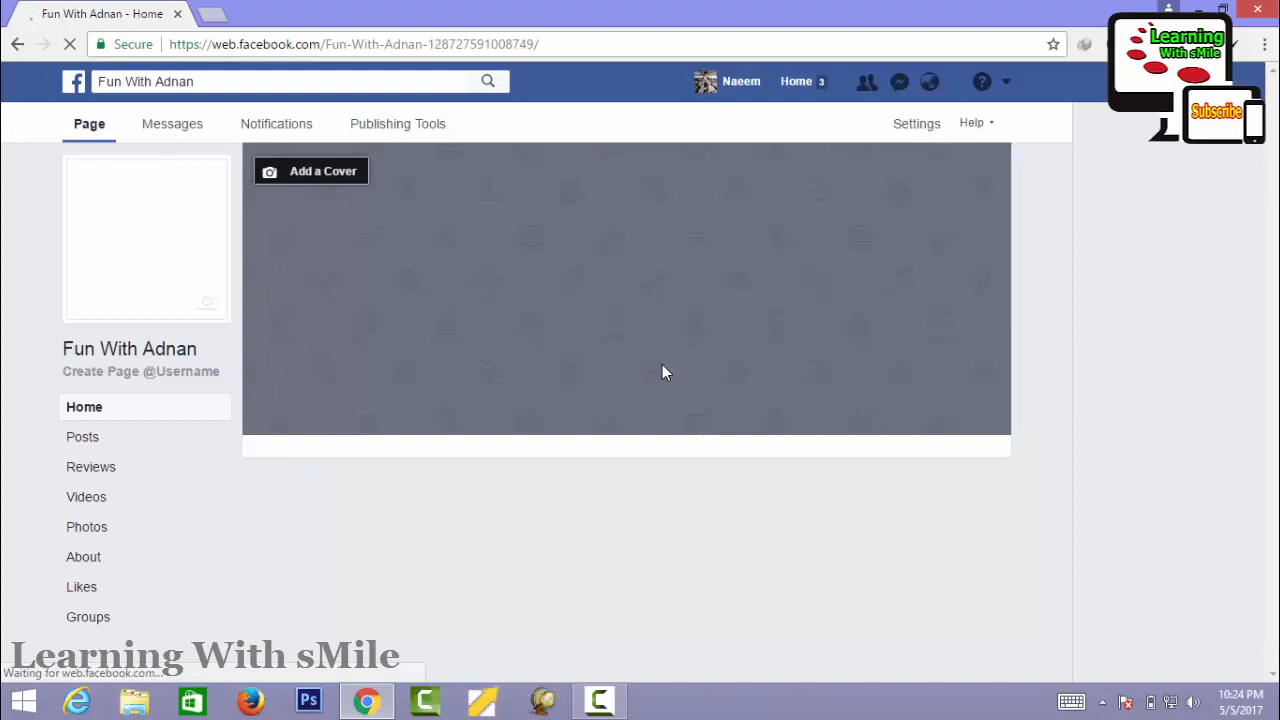 Fun With Adnan - Home
Secure
https://web.facebook.com/Fun-With-Adnan-123137591008749/
Learning
With sMile
Subscribe
Fun With Adnan
Naeem
Home 3
Page
Messages
Notifications
Publishing Tools
Settings
Help
Add a Cover
Fun With Adnan
Create Page @Username
Home
Posts
Reviews
Videos
Photos
About
Likes
Groups
Learning With sMile
Waiting for web.facebook.com...
Ps
10:24 PM
5/5/2017